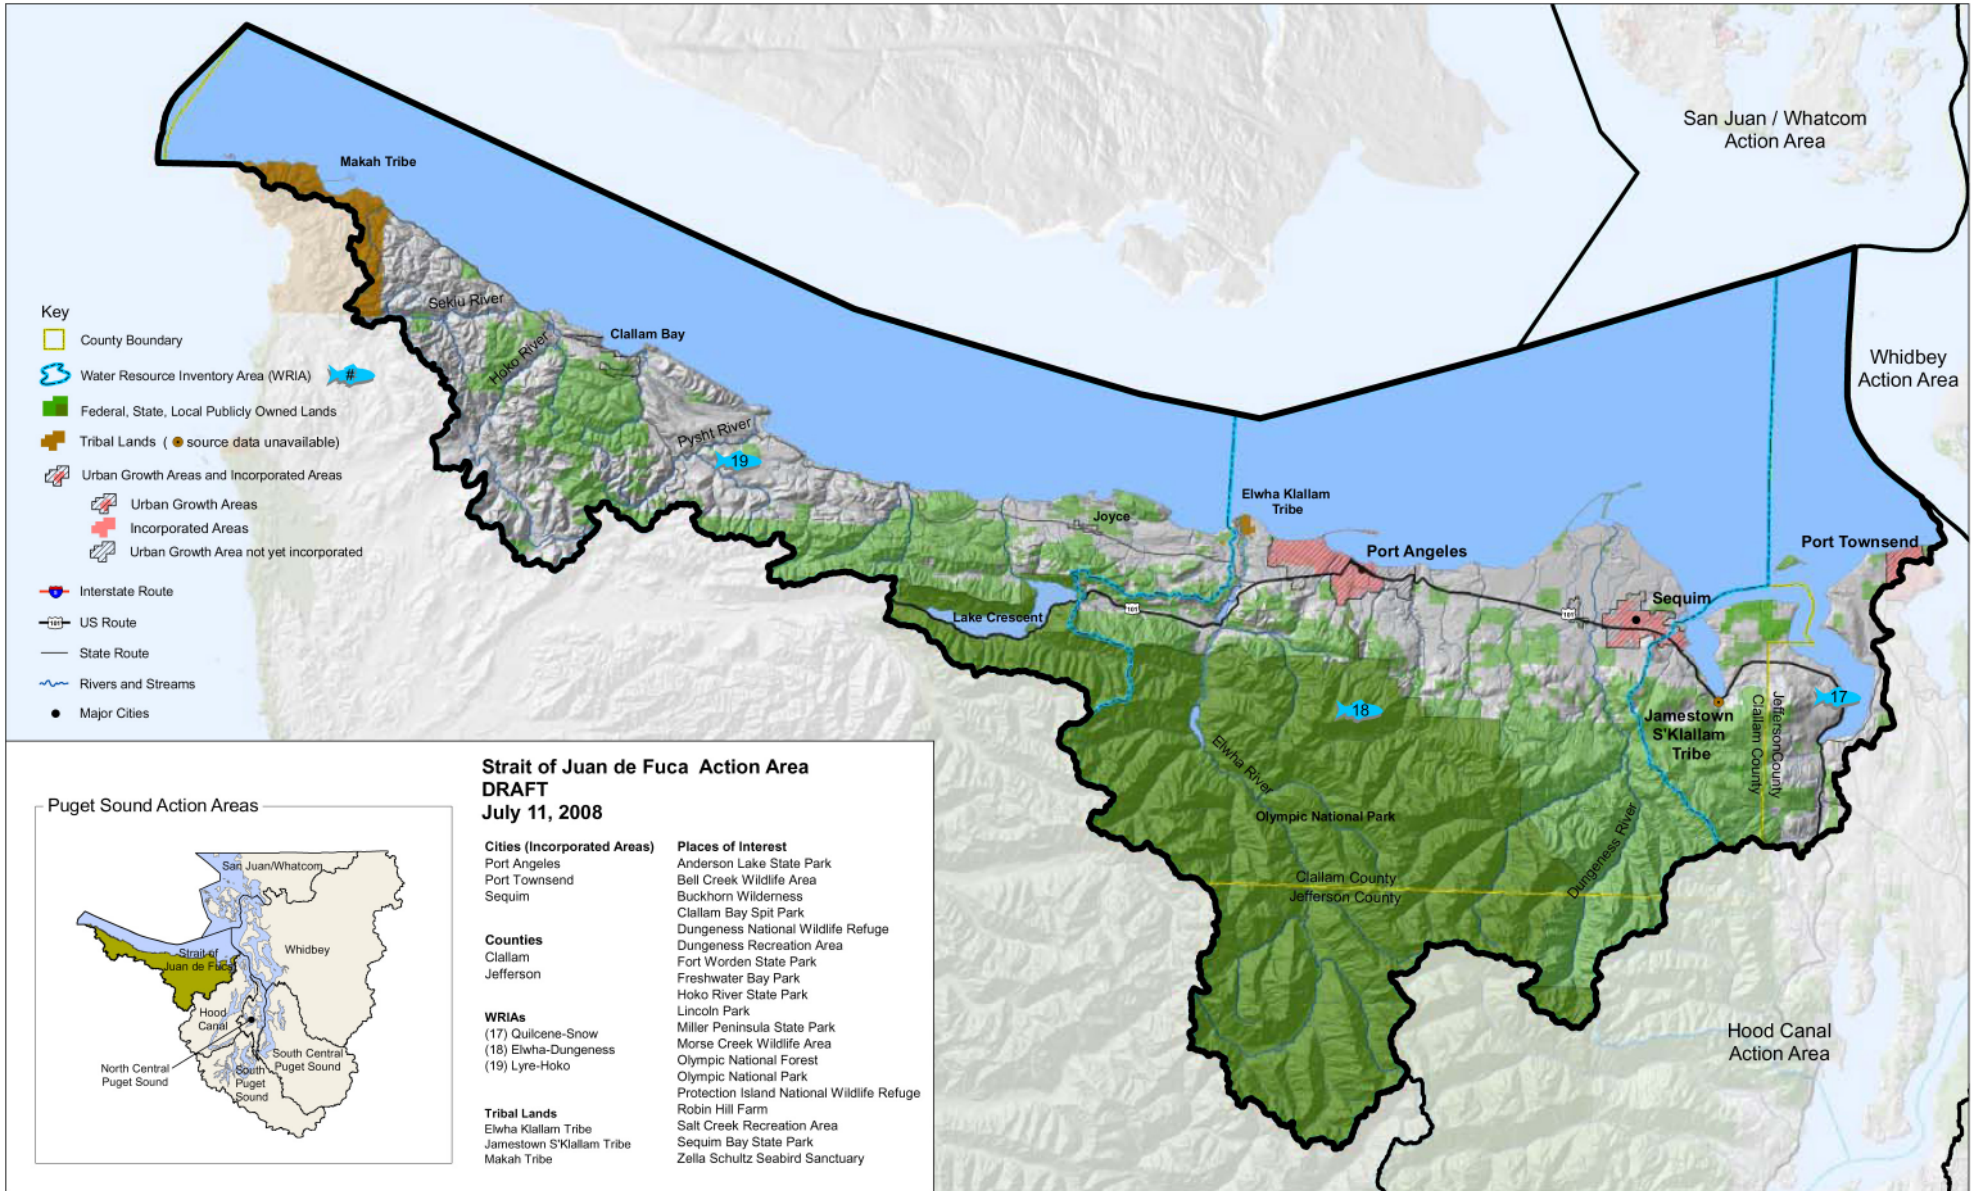 San Juan / Whatcom
Action Area
Makah Tribe
Sekiu River
Hoko River
Clallam Bay
Pysht River
19
Whidbey
Action Area
Elwha Klallam
Tribe
Joyce
Port Angeles
Port Townsend
Lake Crescent
101
101
Sequim
18
17
Jamestown
S'Klallam
Tribe
Clallam County
Jefferson County
Elwha River
Olympic National Park
Dungeness River
Clallam County
Jefferson County
Hood Canal
Action Area
Key
County Boundary
Water Resource Inventory Area (WRIA)
#
Federal, State, Local Publicly Owned Lands
Tribal Lands ( source data unavailable)
Urban Growth Areas and Incorporated Areas
Urban Growth Areas
Incorporated Areas
Urban Growth Area not yet incorporated
Interstate Route
101
US Route
State Route
Rivers and Streams
Major Cities
Puget Sound Action Areas
San Juan/Whatcom
Whidbey
Strait of
Juan de Fuca
Hood
Canal
North Central
Puget Sound
South Central
Puget Sound
South
Puget
Sound
Strait of Juan de Fuca Action Area
DRAFT
July 11, 2008
Cities (Incorporated Areas)
Port Angeles
Port Townsend
Sequim
Counties
Clallam
Jefferson
WRIAs
(17) Quilcene-Snow
(18) Elwha-Dungeness
(19) Lyre-Hoko
Tribal Lands
Elwha Klallam Tribe
Jamestown S'Klallam Tribe
Makah Tribe
Places of Interest
Anderson Lake State Park
Bell Creek Wildlife Area
Buckhorn Wilderness
Clallam Bay Spit Park
Dungeness National Wildlife Refuge
Dungeness Recreation Area
Fort Worden State Park
Freshwater Bay Park
Hoko River State Park
Lincoln Park
Miller Peninsula State Park
Morse Creek Wildlife Area
Olympic National Forest
Olympic National Park
Protection Island National Wildlife Refuge
Robin Hill Farm
Salt Creek Recreation Area
Sequim Bay State Park
Zella Schultz Seabird Sanctuary